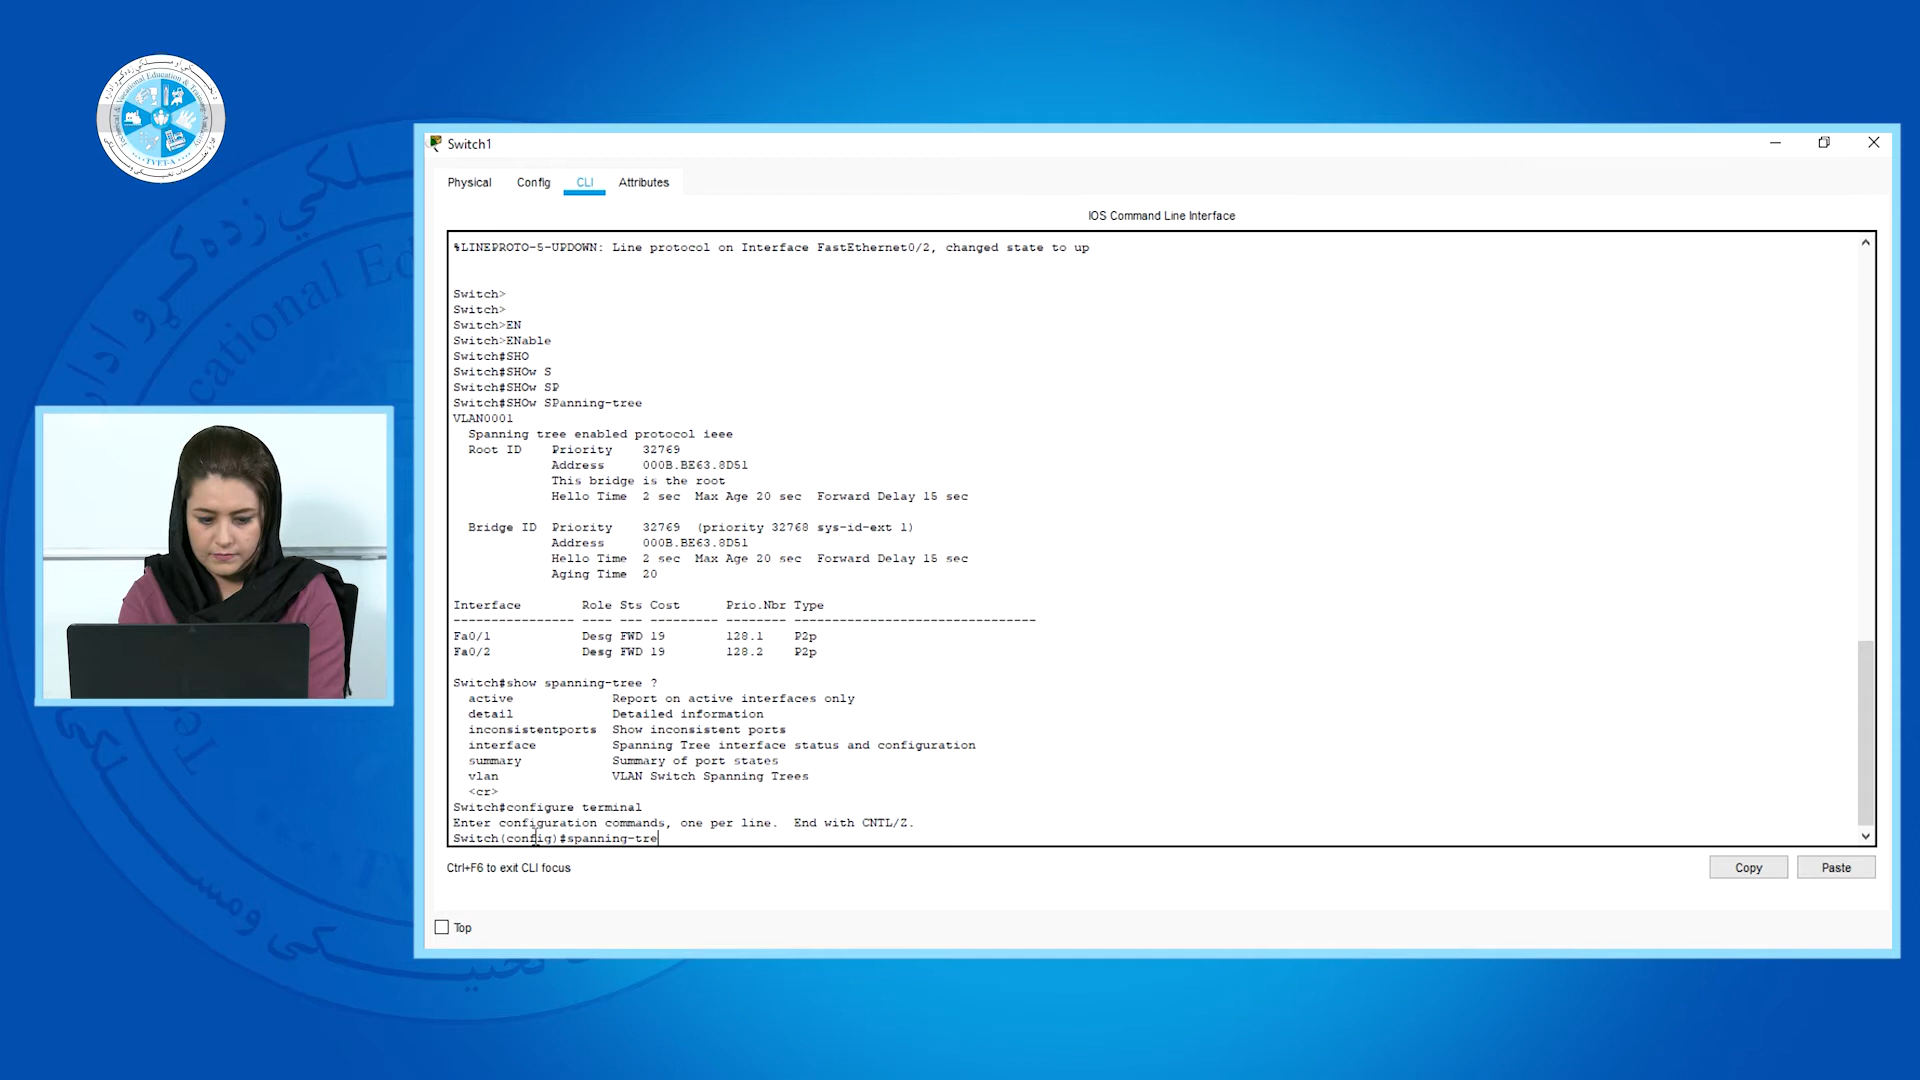 Technical & Vocational Education & Training Authority
TVET-A
Switch1
Physical Config CLI Attributes
IOS Command Line Interface
%LINEPROTO-5-UPDOWN: Line protocol on Interface FastEthernet0/2, changed state to up
Switch>
Switch>
Switch>EN
Switch>ENable
Switch#SHO
Switch#SHOw S
Switch#SHOw SP
Switch#SHOw SPanning-tree
VLAN0001
Spanning tree enabled protocol ieee
Root ID Priority 32769
Address 000B.BE63.8D51
This bridge is the root
Hello Time 2 sec Max Age 20 sec Forward Delay 15 sec
Bridge ID Priority 32769 (priority 32768 sys-id-ext 1)
Address 000B.BE63.8D51
Hello Time 2 sec Max Age 20 sec Forward Delay 15 sec
Aging Time 20
Interface Role Sts Cost Prio.Nbr Type
---------------- ---- --- --------- -------- --------------------------------
Fa0/1 Desg FWD 19 128.1 P2p
Fa0/2 Desg FWD 19 128.2 P2p
Switch#show spanning-tree ?
active Report on active interfaces only
detail Detailed information
inconsistentports Show inconsistent ports
interface Spanning Tree interface status and configuration
summary Summary of port states
vlan VLAN Switch Spanning Trees
<cr>
Switch#configure terminal
Enter configuration commands, one per line. End with CNTL/Z.
Switch(config)#spanning-tre
Ctrl+F6 to exit CLI focus
Copy Paste
Top